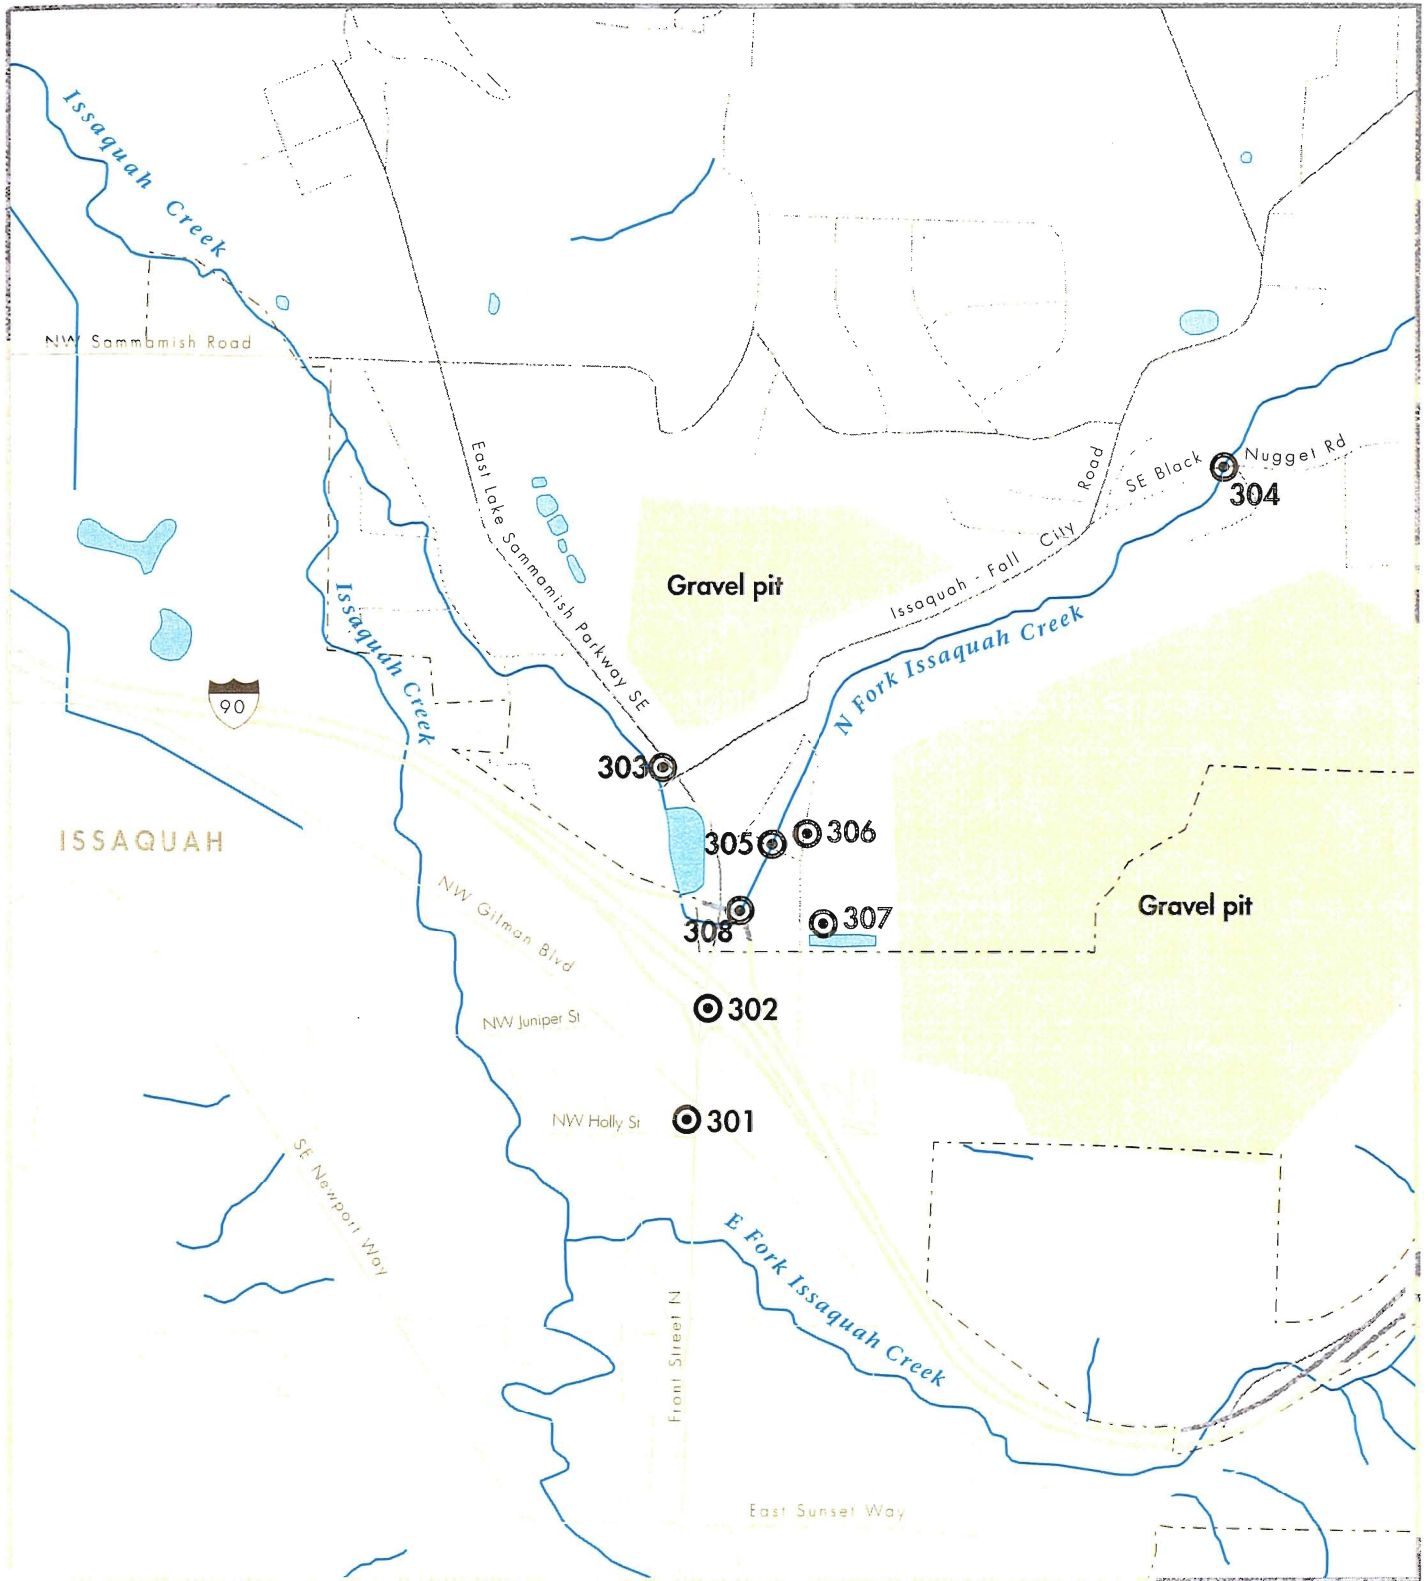 Issaquah Creek
NW Sammamish Road
East Lake Sammamish Parkway SE
Road
SE Black
Nugget Rd
304
Gravel pit
Issaquah - Fall City
Issaquah Creek
N Fork Issaquah Creek
90
303
ISSAQUAH
305
306
Gravel pit
NW Gilman Blvd
307
308
302
NW Juniper St
301
NW Holly St
SE Newport Way
E Fork Issaquah Creek
Front Street N
East Sunset Way